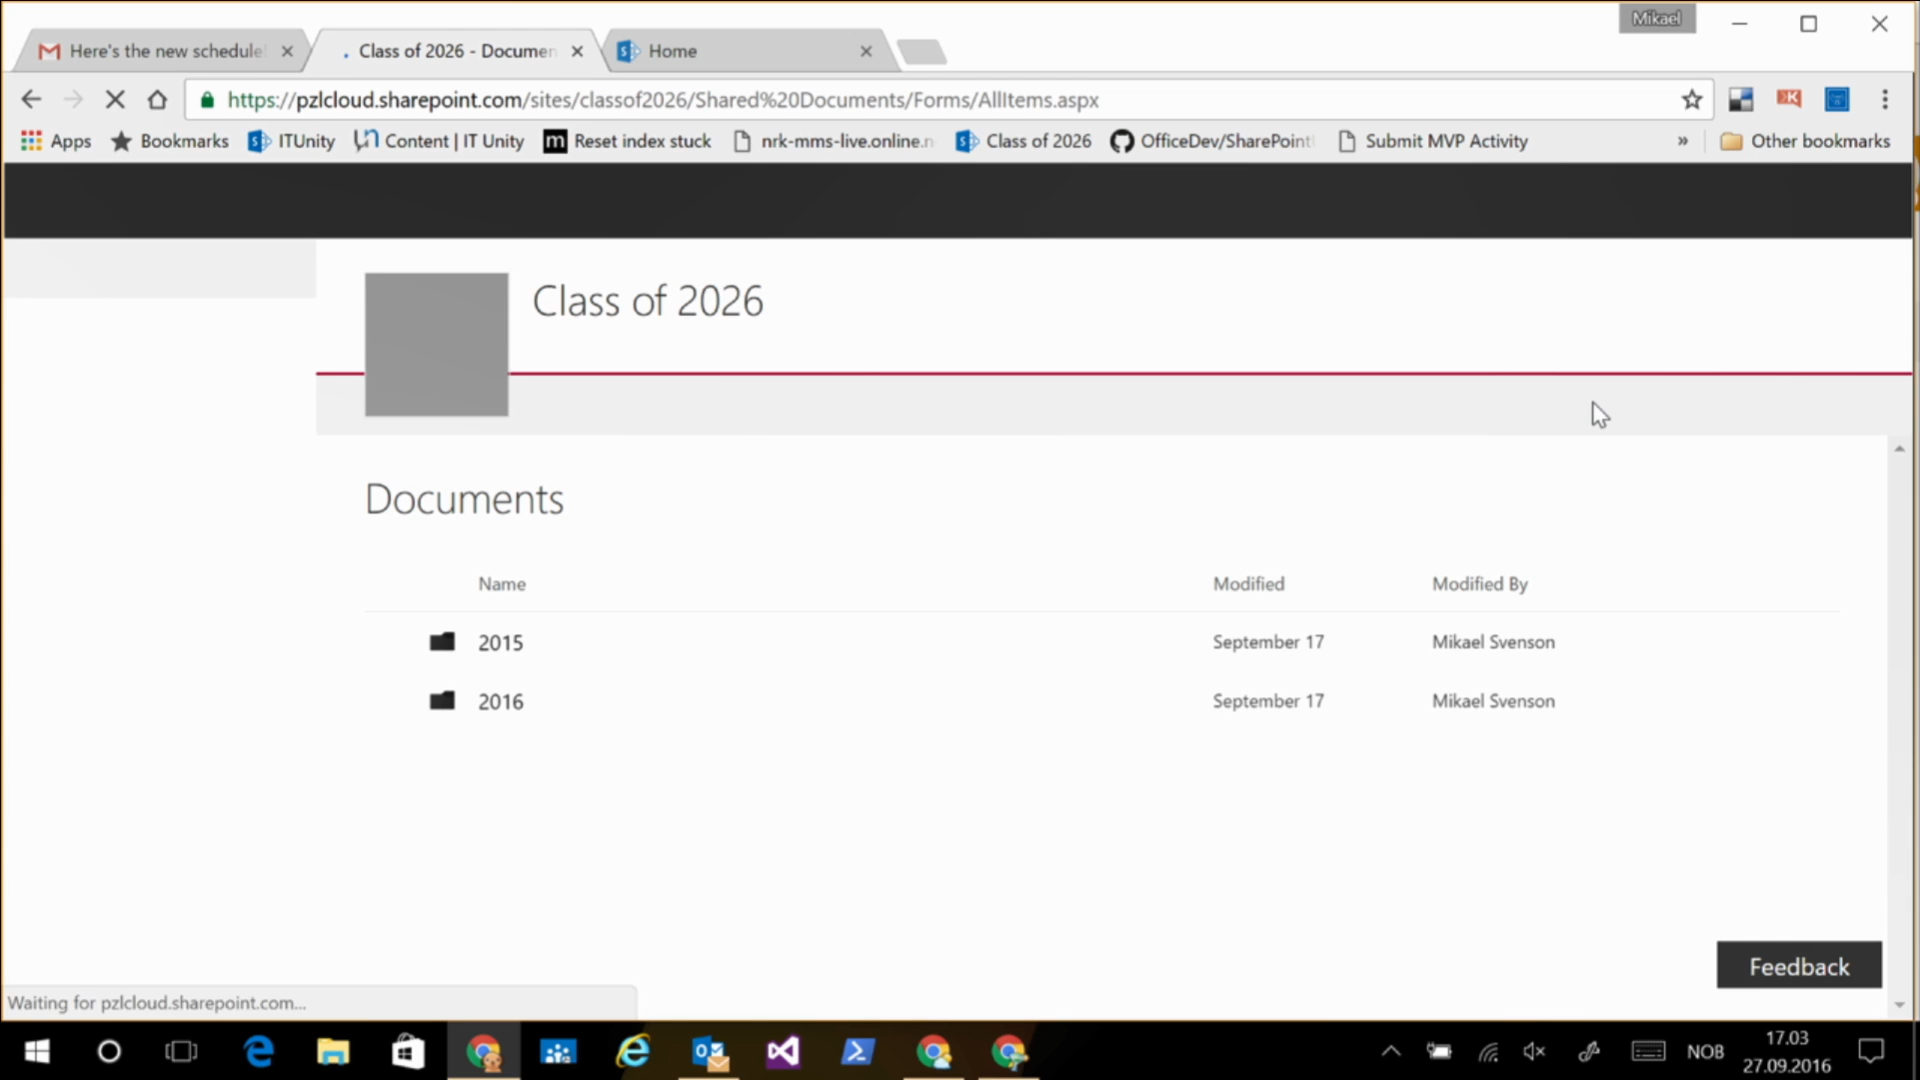 Mikael
Here's the new schedule!
Class of 2026 - Documen
Home
https://pzlcloud.sharepoint.com/sites/classof2026/Shared%20Documents/Forms/AllItems.aspx
Apps Bookmarks ITUnity Content | IT Unity Reset index stuck nrk-mms-live.online.n Class of 2026 OfficeDev/SharePoint Submit MVP Activity » Other bookmarks
Class of 2026
Documents
Name Modified Modified By
2015 September 17 Mikael Svenson
2016 September 17 Mikael Svenson
Feedback
Waiting for pzlcloud.sharepoint.com...
NOB
17.03
27.09.2016